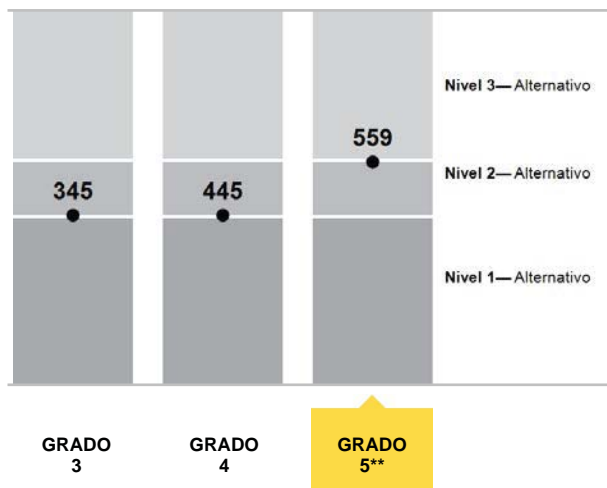 Nivel 3—Alternativo
559
Nivel 2—Alternativo
345
445
Nivel 1—Alternativo
GRADO
3
GRADO
4
GRADO
5**